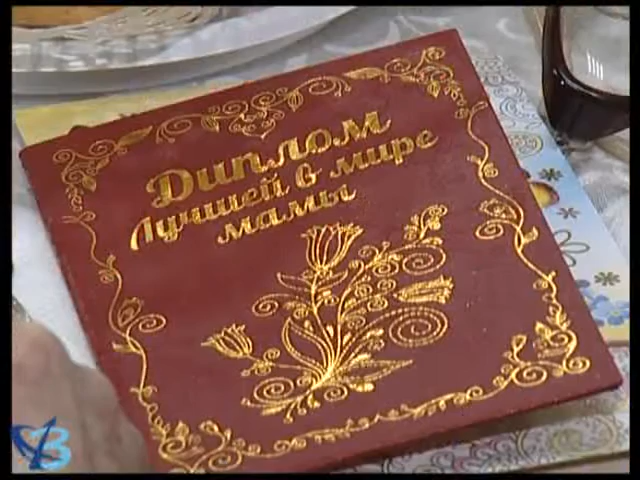 Диплом
Лучшей в мире
мамы